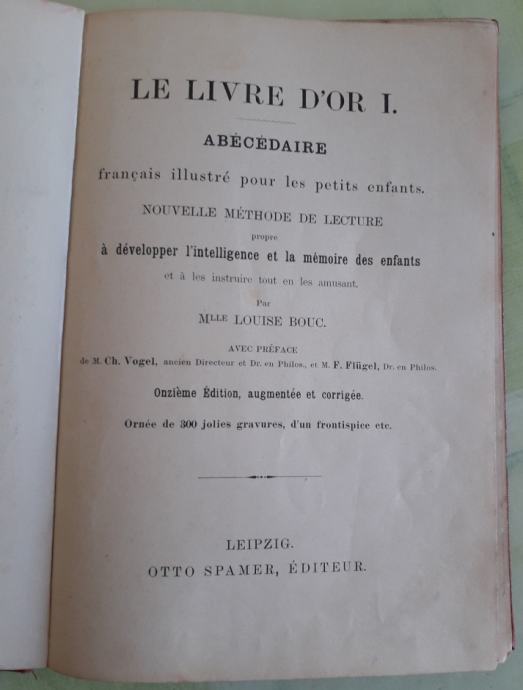 LE LIVRE D'OR I.
ABÉCÉDAIRE
français illustré pour les petits enfants.
NOUVELLE MÉTHODE DE LECTURE
propre
à développer l'intelligence et la mémoire des enfants
et à les instruire tout en les amusant.
Par
MLLE LOUISE BOUC.
AVEC PRÉFACE
de M. Ch. Vogel, ancien Directeur et Dr. en Philos., et M. F. Flügel, Dr. en Philos.
Onzième Édition, augmentée et corrigée.
Ornée de 300 jolies gravures, d'un frontispice etc.
LEIPZIG.
OTTO SPAMER, ÉDITEUR.